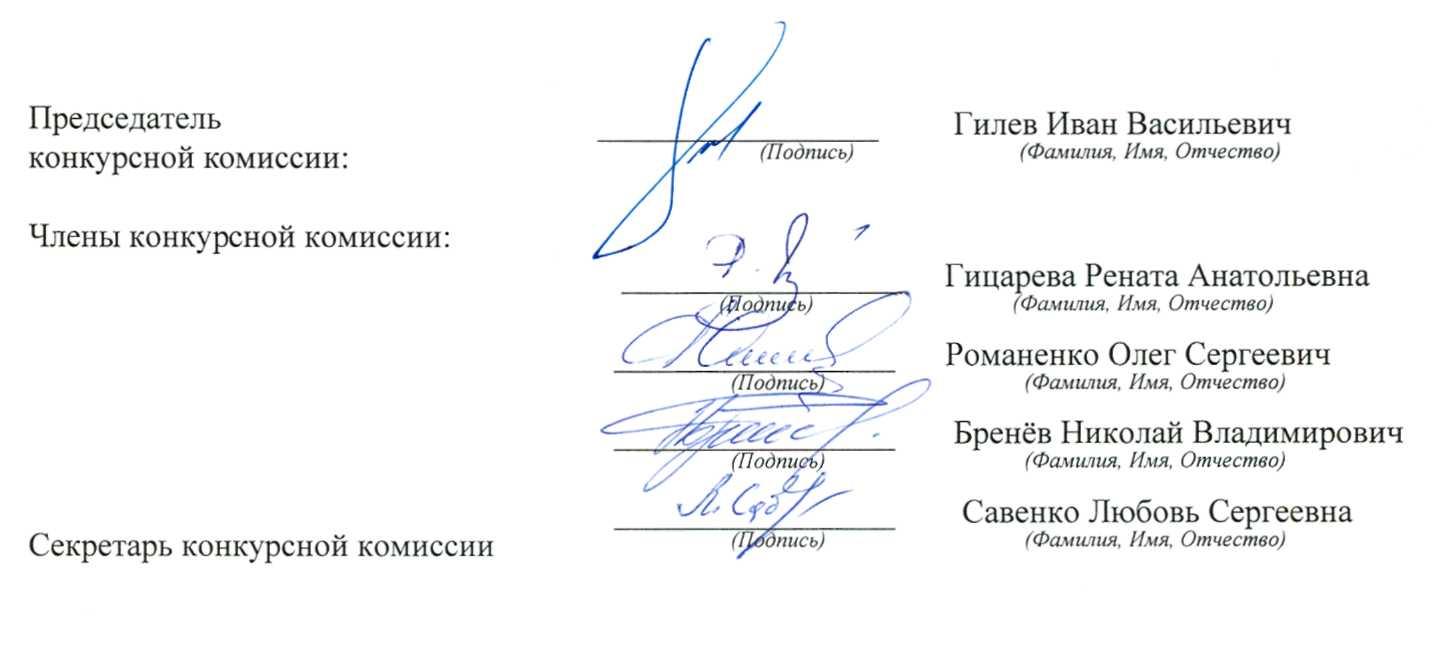 Председатель
конкурсной комиссии:
Гилев Иван Васильевич
(Подпись) (Фамилия, Имя, Отчество)
Члены конкурсной комиссии:
Гицарева Рената Анатольевна
(Подпись) (Фамилия, Имя, Отчество)
Романенко Олег Сергеевич
(Подпись) (Фамилия, Имя, Отчество)
Бренёв Николай Владимирович
(Подпись) (Фамилия, Имя, Отчество)
Савенко Любовь Сергеевна
(Подпись) (Фамилия, Имя, Отчество)
Секретарь конкурсной комиссии